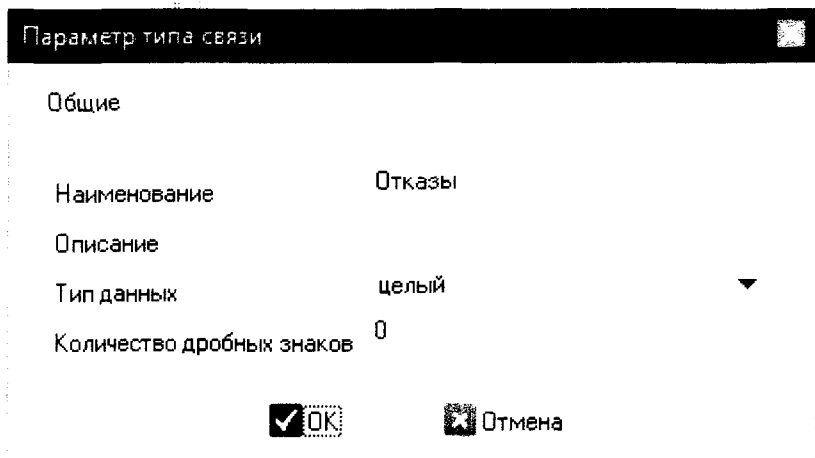 Параметр типа связи
Общие
Наименование Отказы
Описание
Тип данных целый
Количество дробных знаков 0
OK Отмена